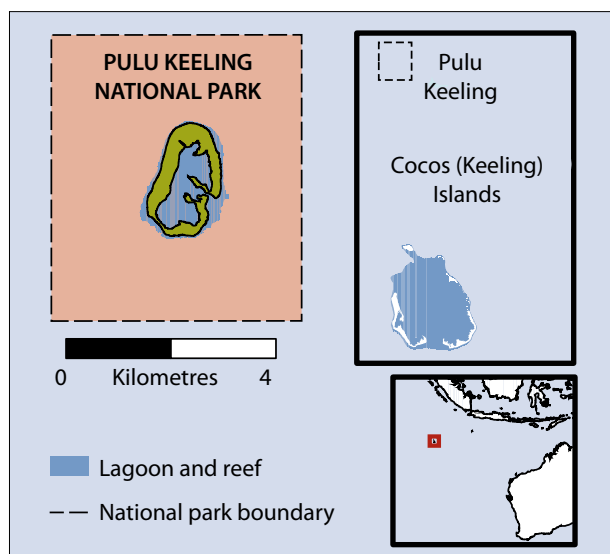 PULU KEELING
NATIONAL PARK
Pulu
Keeling
Cocos (Keeling)
Islands
0 Kilometres 4
Lagoon and reef
National park boundary